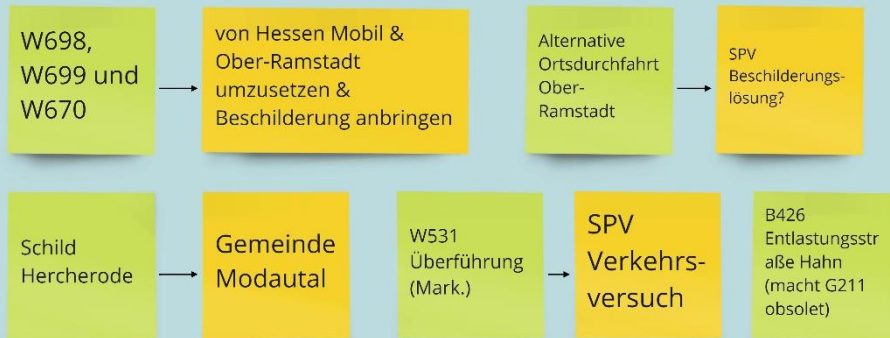 W698,
W699 und
W670
von Hessen Mobil &
Ober-Ramstadt
umzusetzen &
Beschilderung anbringen
Alternative
Ortsdurchfahrt
Ober-
Ramstadt
SPV
Beschilderungs-
lösung?
Schild
Hercherode
Gemeinde
Modautal
W531
Überführung
(Mark.)
SPV
Verkehrs-
versuch
B426
Entlastungsstr
aße Hahn
(macht G211
obsolet)